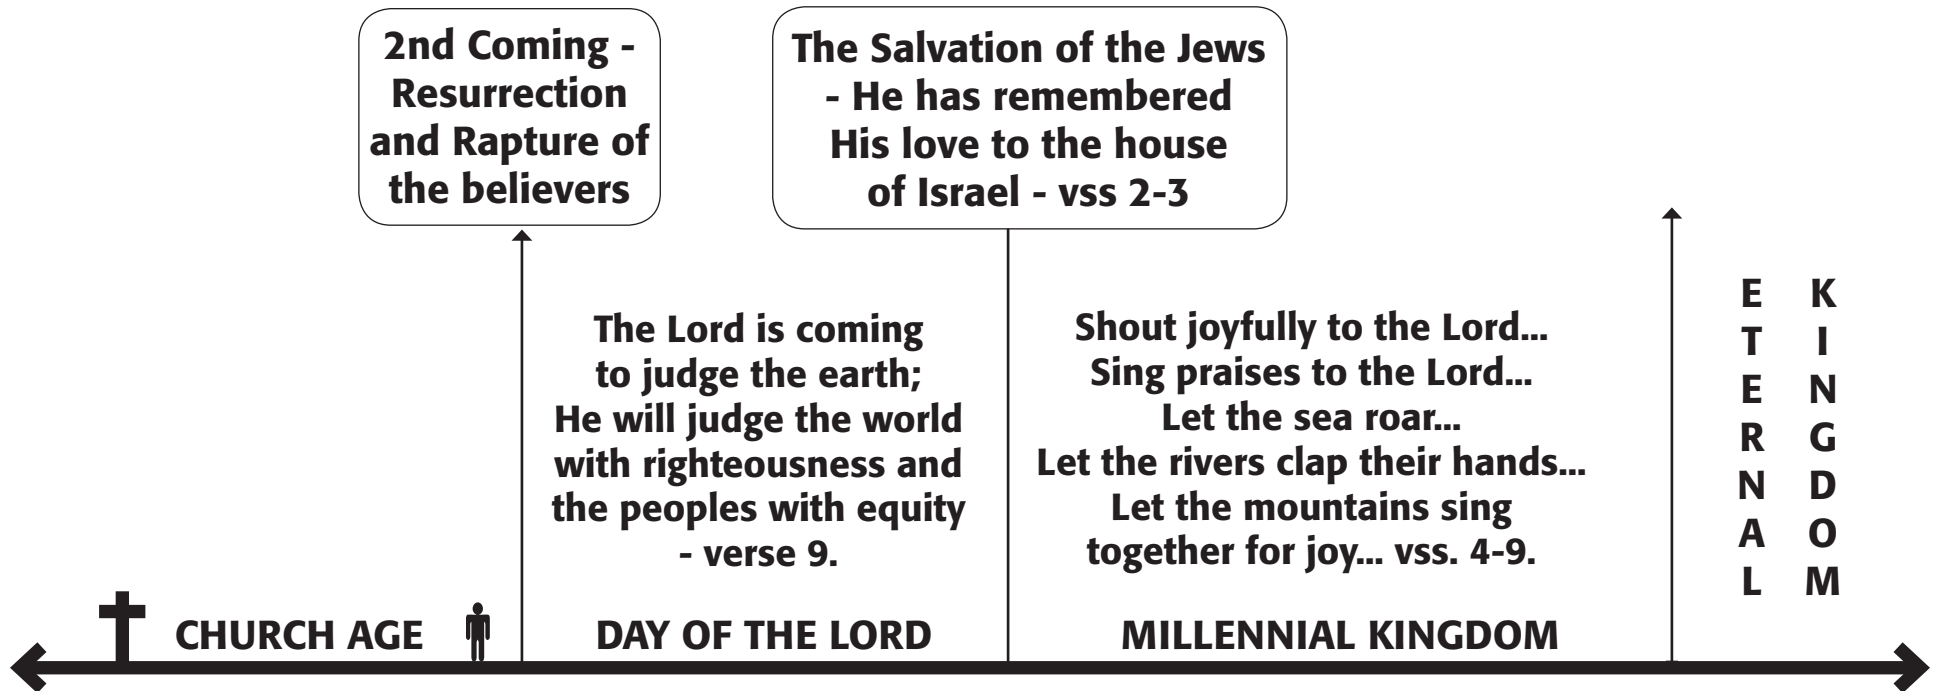 2nd Coming -
Resurrection
and Rapture of
the believers
The Salvation of the Jews
- He has remembered
His love to the house
of Israel - vss 2-3
The Lord is coming
to judge the earth;
He will judge the world
with righteousness and
the peoples with equity
- verse 9.
Shout joyfully to the Lord...
Sing praises to the Lord...
Let the sea roar...
Let the rivers clap their hands...
Let the mountains sing
together for joy... vss. 4-9.
ETERNAL
KINGDOM
CHURCH AGE
DAY OF THE LORD
MILLENNIAL KINGDOM